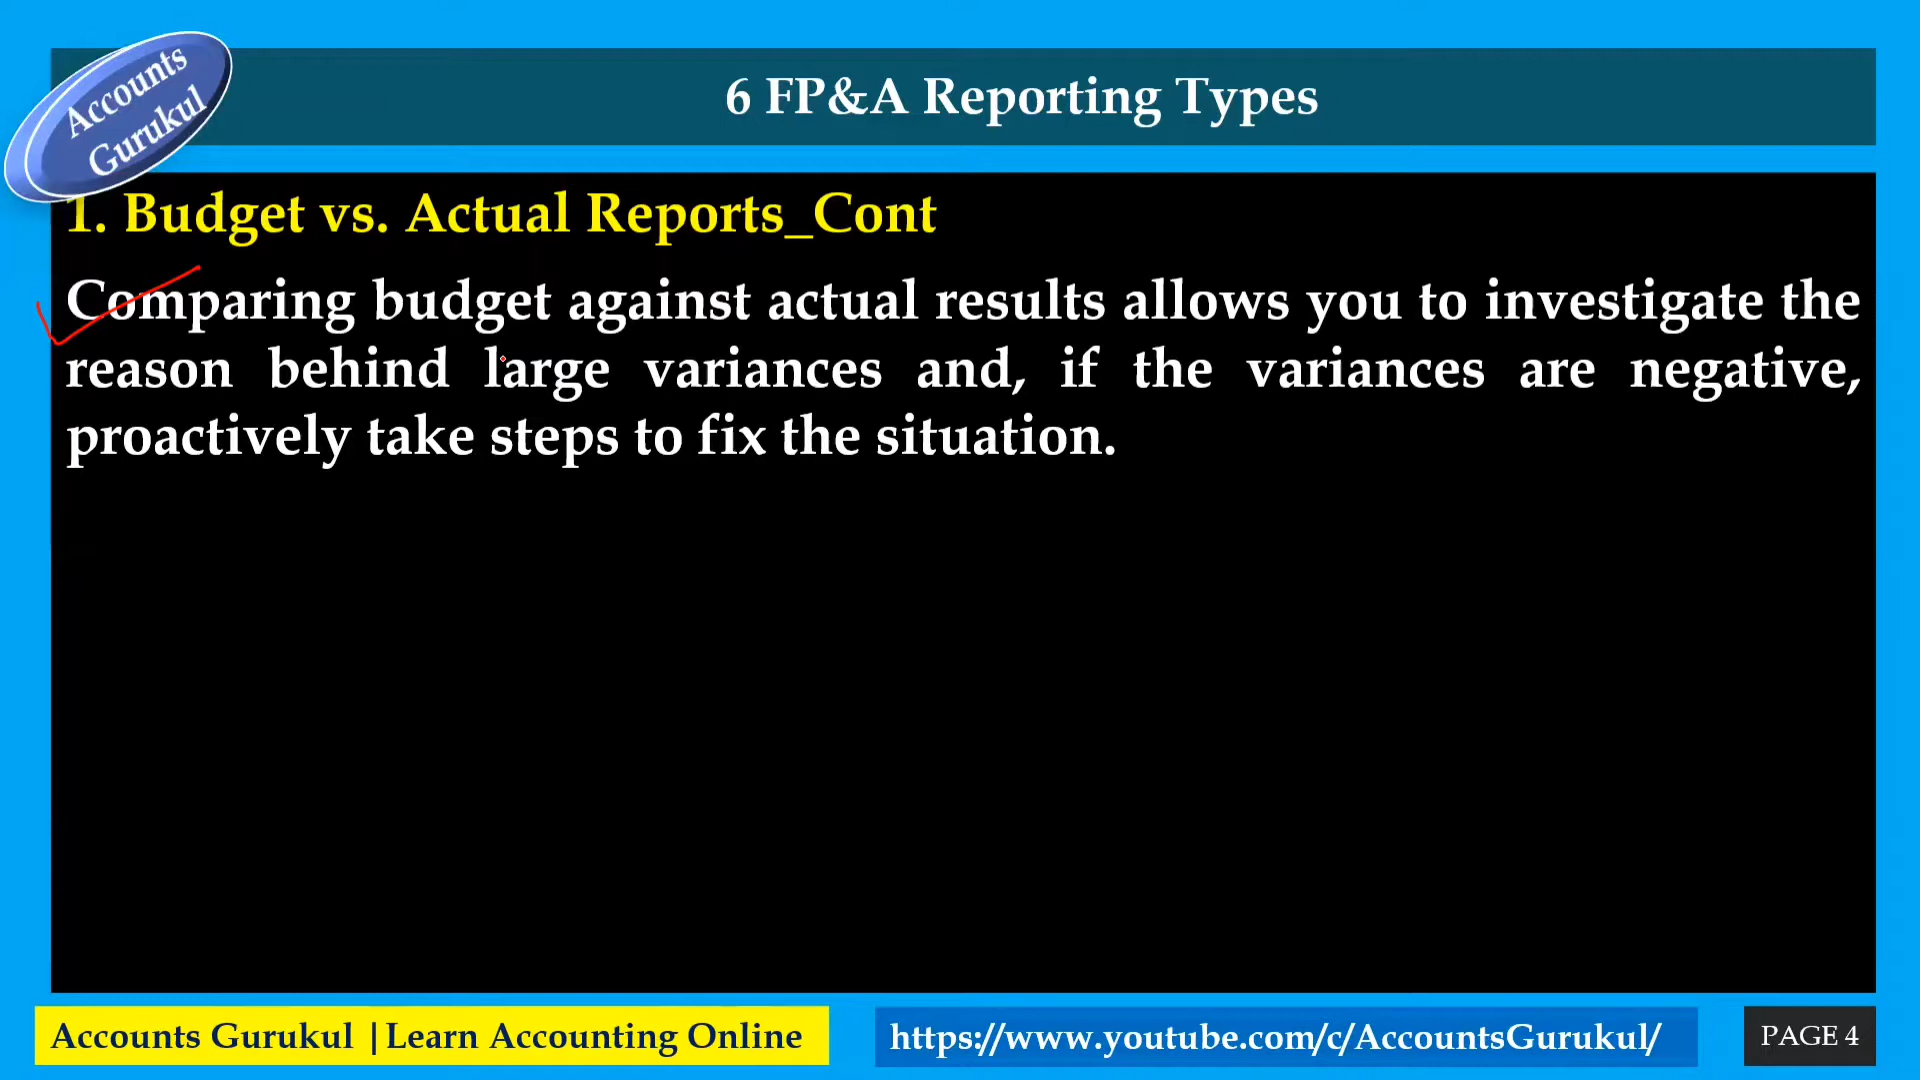 Accounts
Gurukul
6 FP&A Reporting Types
1. Budget vs. Actual Reports_Cont
Comparing budget against actual results allows you to investigate the
reason behind large variances and, if the variances are negative,
proactively take steps to fix the situation.
Accounts Gurukul | Learn Accounting Online
https://www.youtube.com/c/AccountsGurukul/
PAGE 4